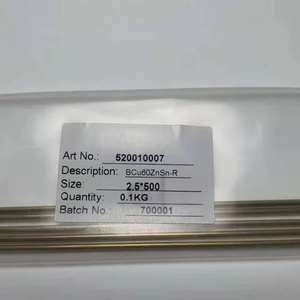 Art No.: 520010007
Description: BCu60ZnSn-R
Size: 2.5*500
Quantity: 0.1KG
Batch No. 700001